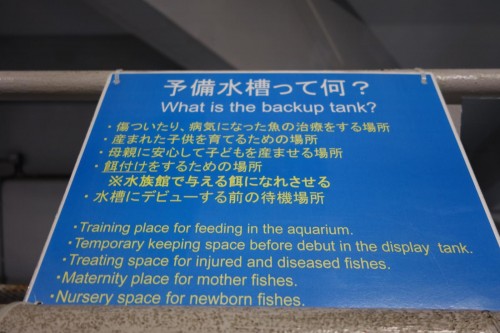 予備水槽って何？
What is the backup tank?
・傷ついたり、病気になった魚の治療をする場所
・産まれた子供を育てるための場所
・母親に安心して子どもを産ませる場所
・餌付けをするための場所
※水族館で与える餌になれさせる
・水槽にデビューする前の待機場所
・Training place for feeding in the aquarium.
・Temporary keeping space before debut in the display tank.
・Treating space for injured and diseased fishes.
・Maternity place for mother fishes.
・Nursery space for newborn fishes.